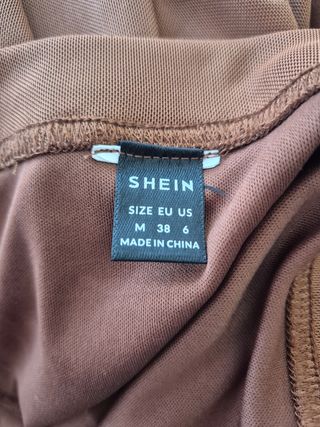 SHEIN
SIZE EU US
M 38 6
MADE IN CHINA